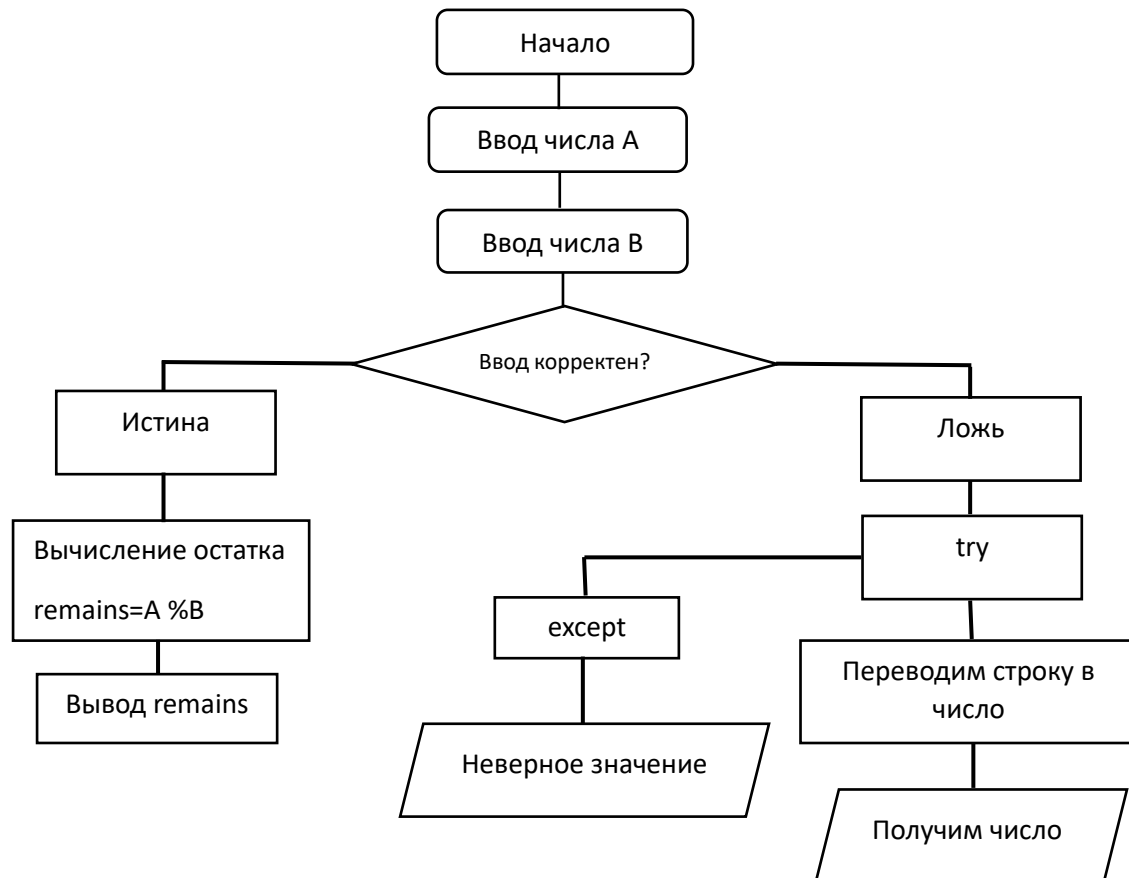 Начало
Ввод числа А
Ввод числа В
Ввод корректен?
Истина
Ложь
Вычисление остатка
remains=A %B
try
except
Вывод remains
Переводим строку в
число
Неверное значение
Получим число